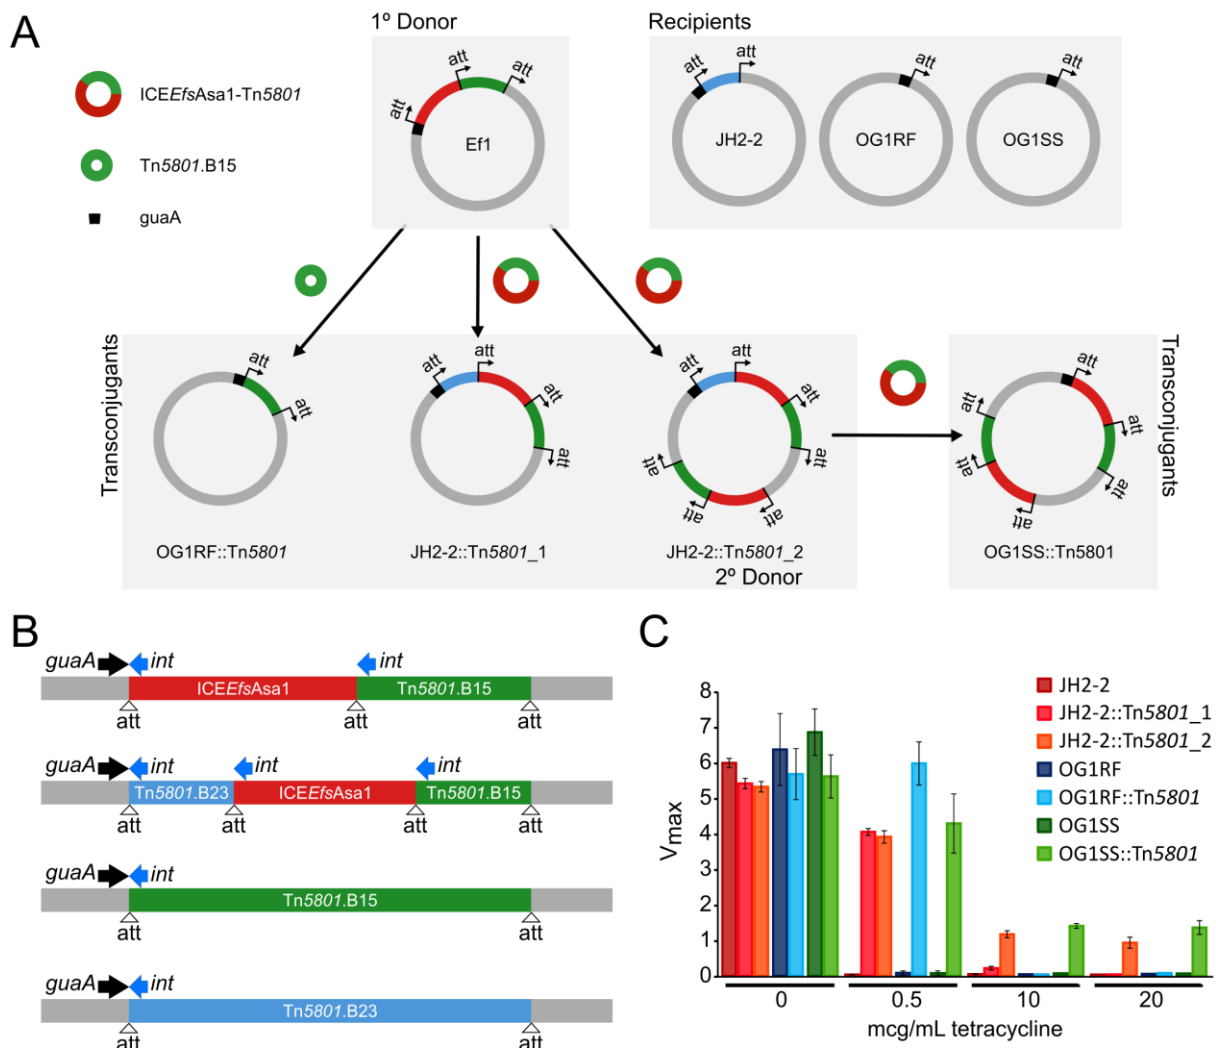 A
1º Donor
Recipients
ICEEfsAsa1-Tn5801
Tn5801.B15
guaA
att
att
att
Ef1
att
att
JH2-2
att
OG1RF
att
OG1SS
Transconjugants
att
att
OG1RF::Tn5801
att
att
att
JH2-2::Tn5801_1
att
att
att
att
att
att
att
JH2-2::Tn5801_2
2º Donor
att
att
att
att
att
att
OG1SS::Tn5801
Transconjugants
B
guaA int int
ICEEfsAsa1 Tn5801.B15
att att att
guaA int int int
Tn5801.B23 ICEEfsAsa1 Tn5801.B15
att att att att
guaA int
Tn5801.B15
att att
guaA int
Tn5801.B23
att att
C
Vmax
8
7
6
5
4
3
2
1
0
0 0.5 10 20
mcg/mL tetracycline
JH2-2
JH2-2::Tn5801_1
JH2-2::Tn5801_2
OG1RF
OG1RF::Tn5801
OG1SS
OG1SS::Tn5801